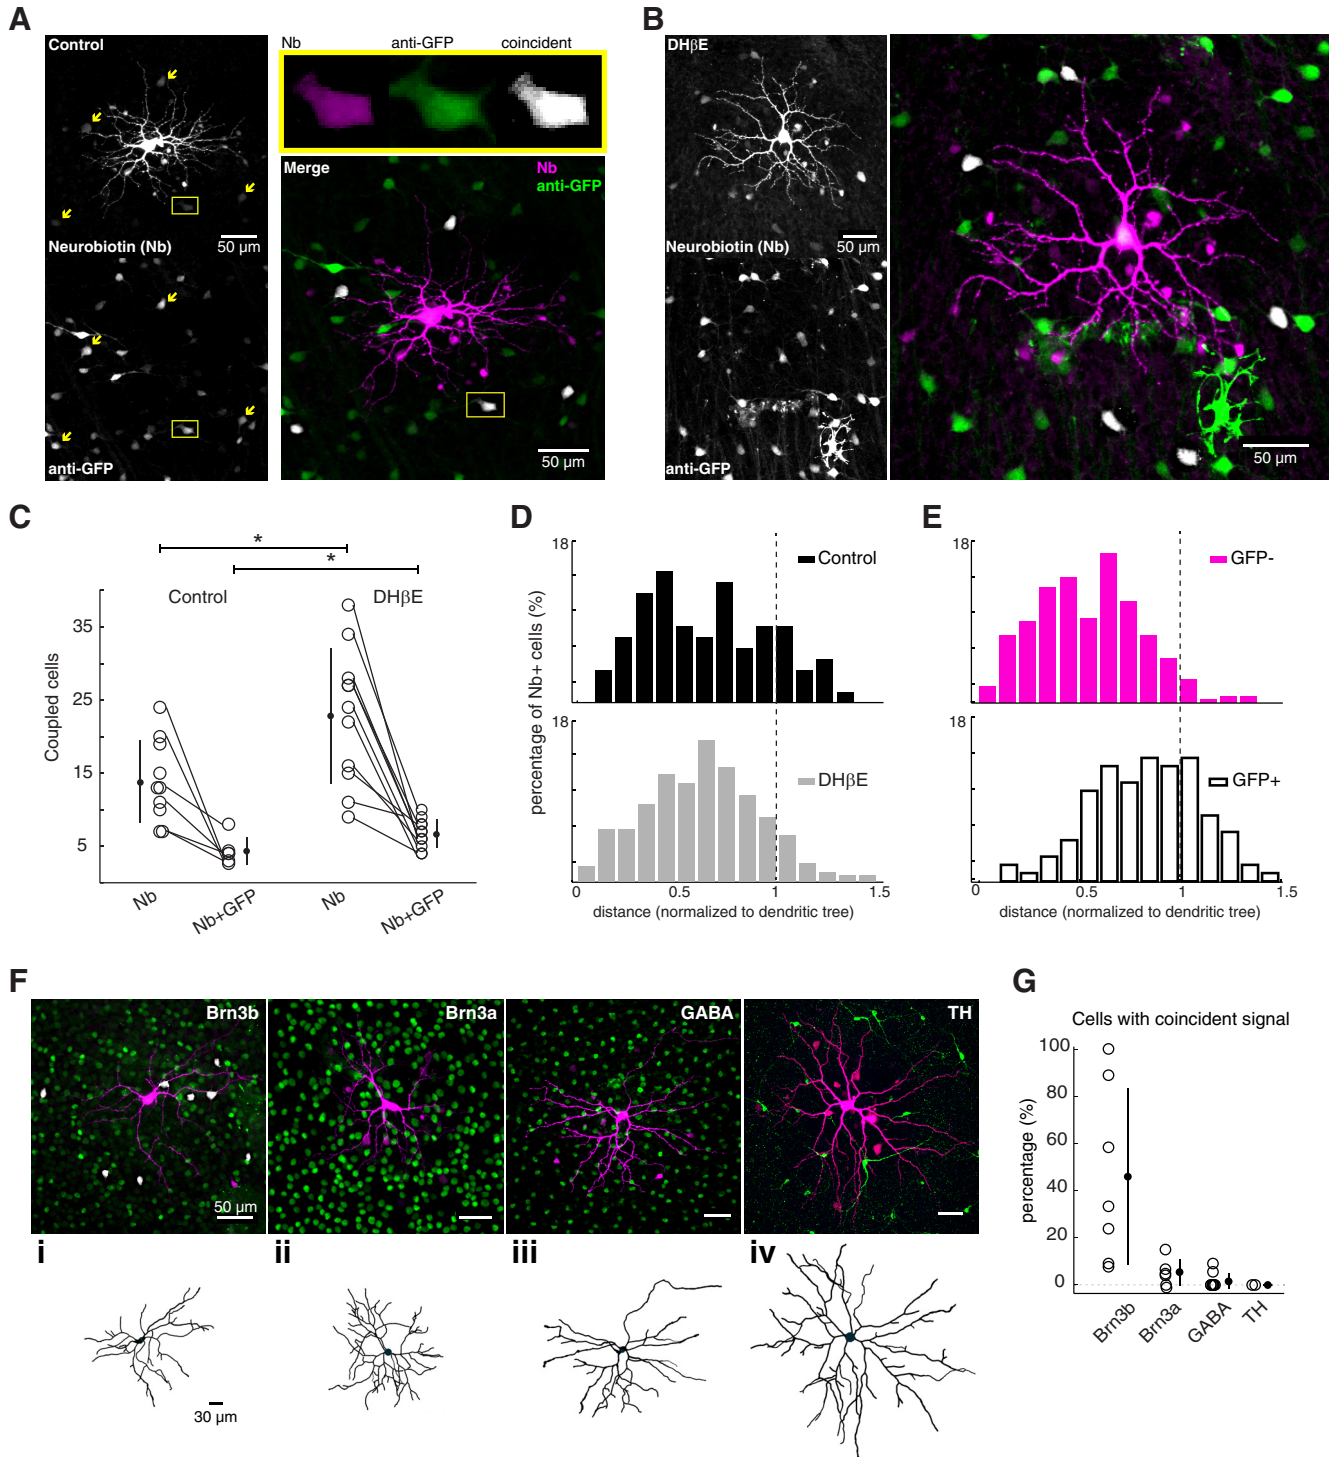 A
Control
Neurobiotin (Nb)
50 µm
anti-GFP
Nb anti-GFP coincident
Merge
Nb
anti-GFP
50 µm
B
DHβE
50 µm
Neurobiotin (Nb)
anti-GFP
50 µm
C
*
*
Control DHβE
Coupled cells
35
25
15
5
Nb Nb+GFP Nb Nb+GFP
D
percentage of Nb+ cells (%)
18
Control
18
DHβE
0 0.5 1 1.5
distance (normalized to dendritic tree)
E
18
GFP-
18
GFP+
0 0.5 1 1.5
distance (normalized to dendritic tree)
F
Brn3b
50 µm
Brn3a
GABA
TH
i
ii
iii
iv
30 µm
G
Cells with coincident signal
percentage (%)
100
80
60
40
20
0
Brn3b Brn3a GABA TH